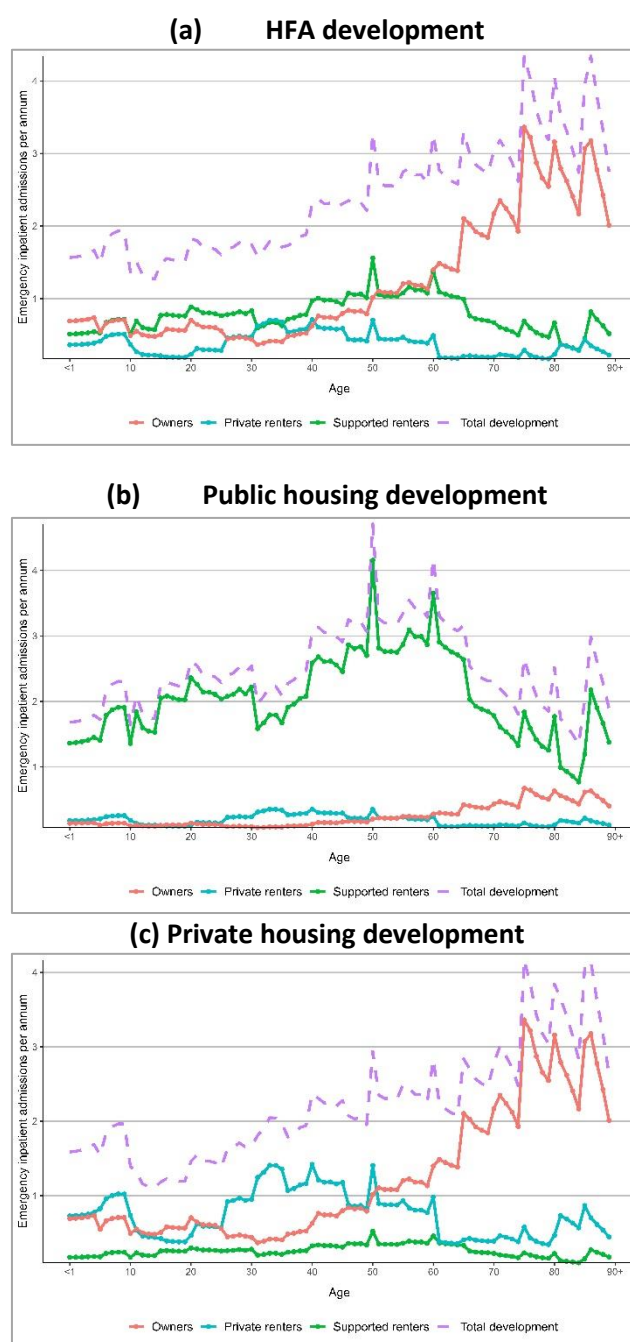 (a) HFA development
Emergency inpatient admissions per annum
4
3
2
1
<1 10 20 30 40 50 60 70 80 90+
Age
Owners Private renters Supported renters Total development
(b) Public housing development
Emergency inpatient admissions per annum
4
3
2
1
<1 10 20 30 40 50 60 70 80 90+
Age
Owners Private renters Supported renters Total development
(c) Private housing development
Emergency inpatient admissions per annum
4
3
2
1
<1 10 20 30 40 50 60 70 80 90+
Age
Owners Private renters Supported renters Total development